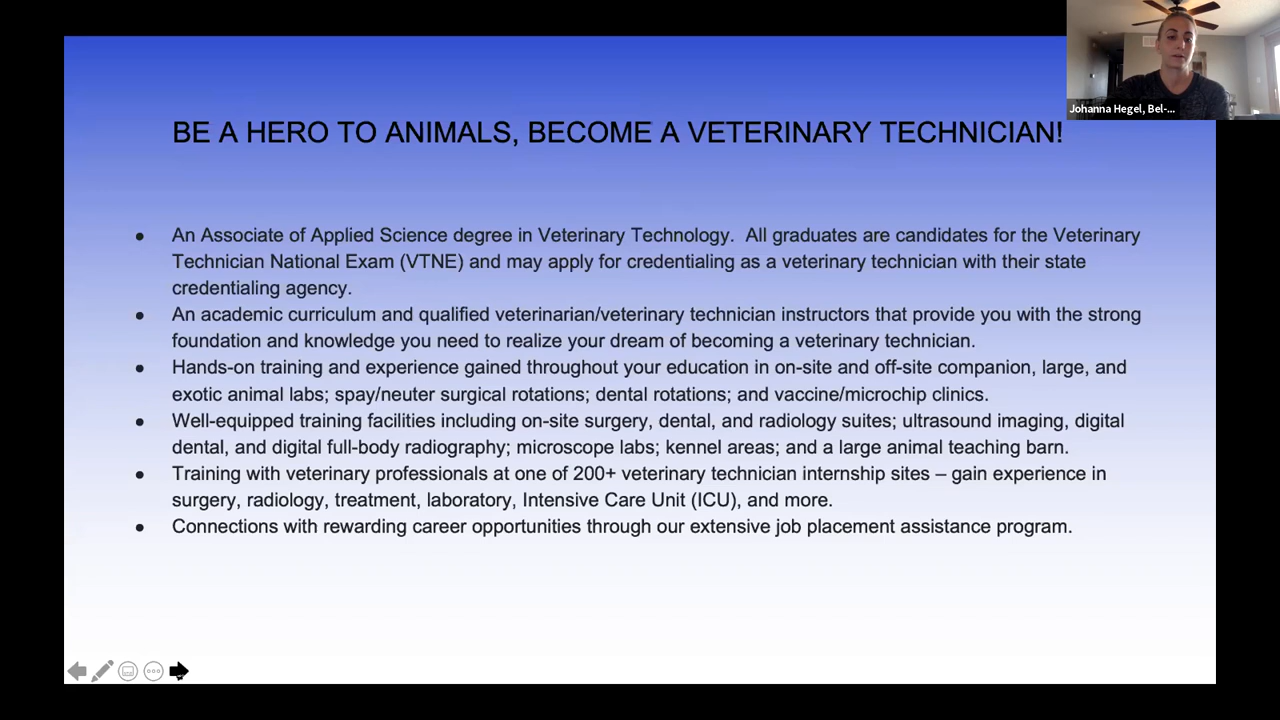 Johanna Hegel, Bel-...
BE A HERO TO ANIMALS, BECOME A VETERINARY TECHNICIAN!
● An Associate of Applied Science degree in Veterinary Technology.  All graduates are candidates for the Veterinary
Technician National Exam (VTNE) and may apply for credentialing as a veterinary technician with their state
credentialing agency.
● An academic curriculum and qualified veterinarian/veterinary technician instructors that provide you with the strong
foundation and knowledge you need to realize your dream of becoming a veterinary technician.
● Hands-on training and experience gained throughout your education in on-site and off-site companion, large, and
exotic animal labs; spay/neuter surgical rotations; dental rotations; and vaccine/microchip clinics.
● Well-equipped training facilities including on-site surgery, dental, and radiology suites; ultrasound imaging, digital
dental, and digital full-body radiography; microscope labs; kennel areas; and a large animal teaching barn.
● Training with veterinary professionals at one of 200+ veterinary technician internship sites – gain experience in
surgery, radiology, treatment, laboratory, Intensive Care Unit (ICU), and more.
● Connections with rewarding career opportunities through our extensive job placement assistance program.